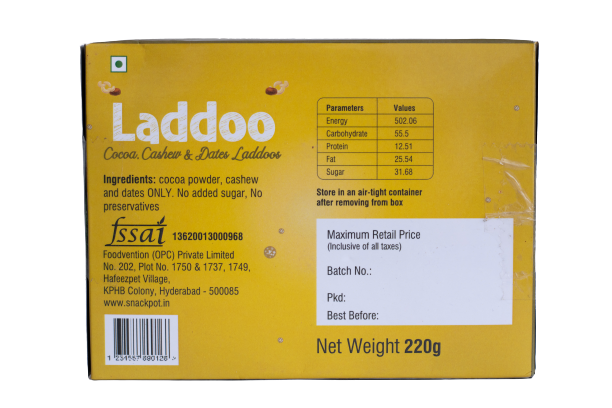 Laddoo
Cocoa, Cashew & Dates Laddoos
Ingredients: cocoa powder, cashew
and dates ONLY. No added sugar, No
preservatives
fssai 13620013000968
Foodvention (OPC) Private Limited
No. 202, Plot No. 1750 & 1737, 1749,
Hafeezpet Village,
KPHB Colony, Hyderabad - 500085
www.snackpot.in
1 234567 890128 >
Parameters Values
Energy 502.06
Carbohydrate 55.5
Protein 12.51
Fat 25.54
Sugar 31.68
Store in an air-tight container
after removing from box
Maximum Retail Price
(Inclusive of all taxes)
Batch No.:
Pkd:
Best Before:
Net Weight 220g